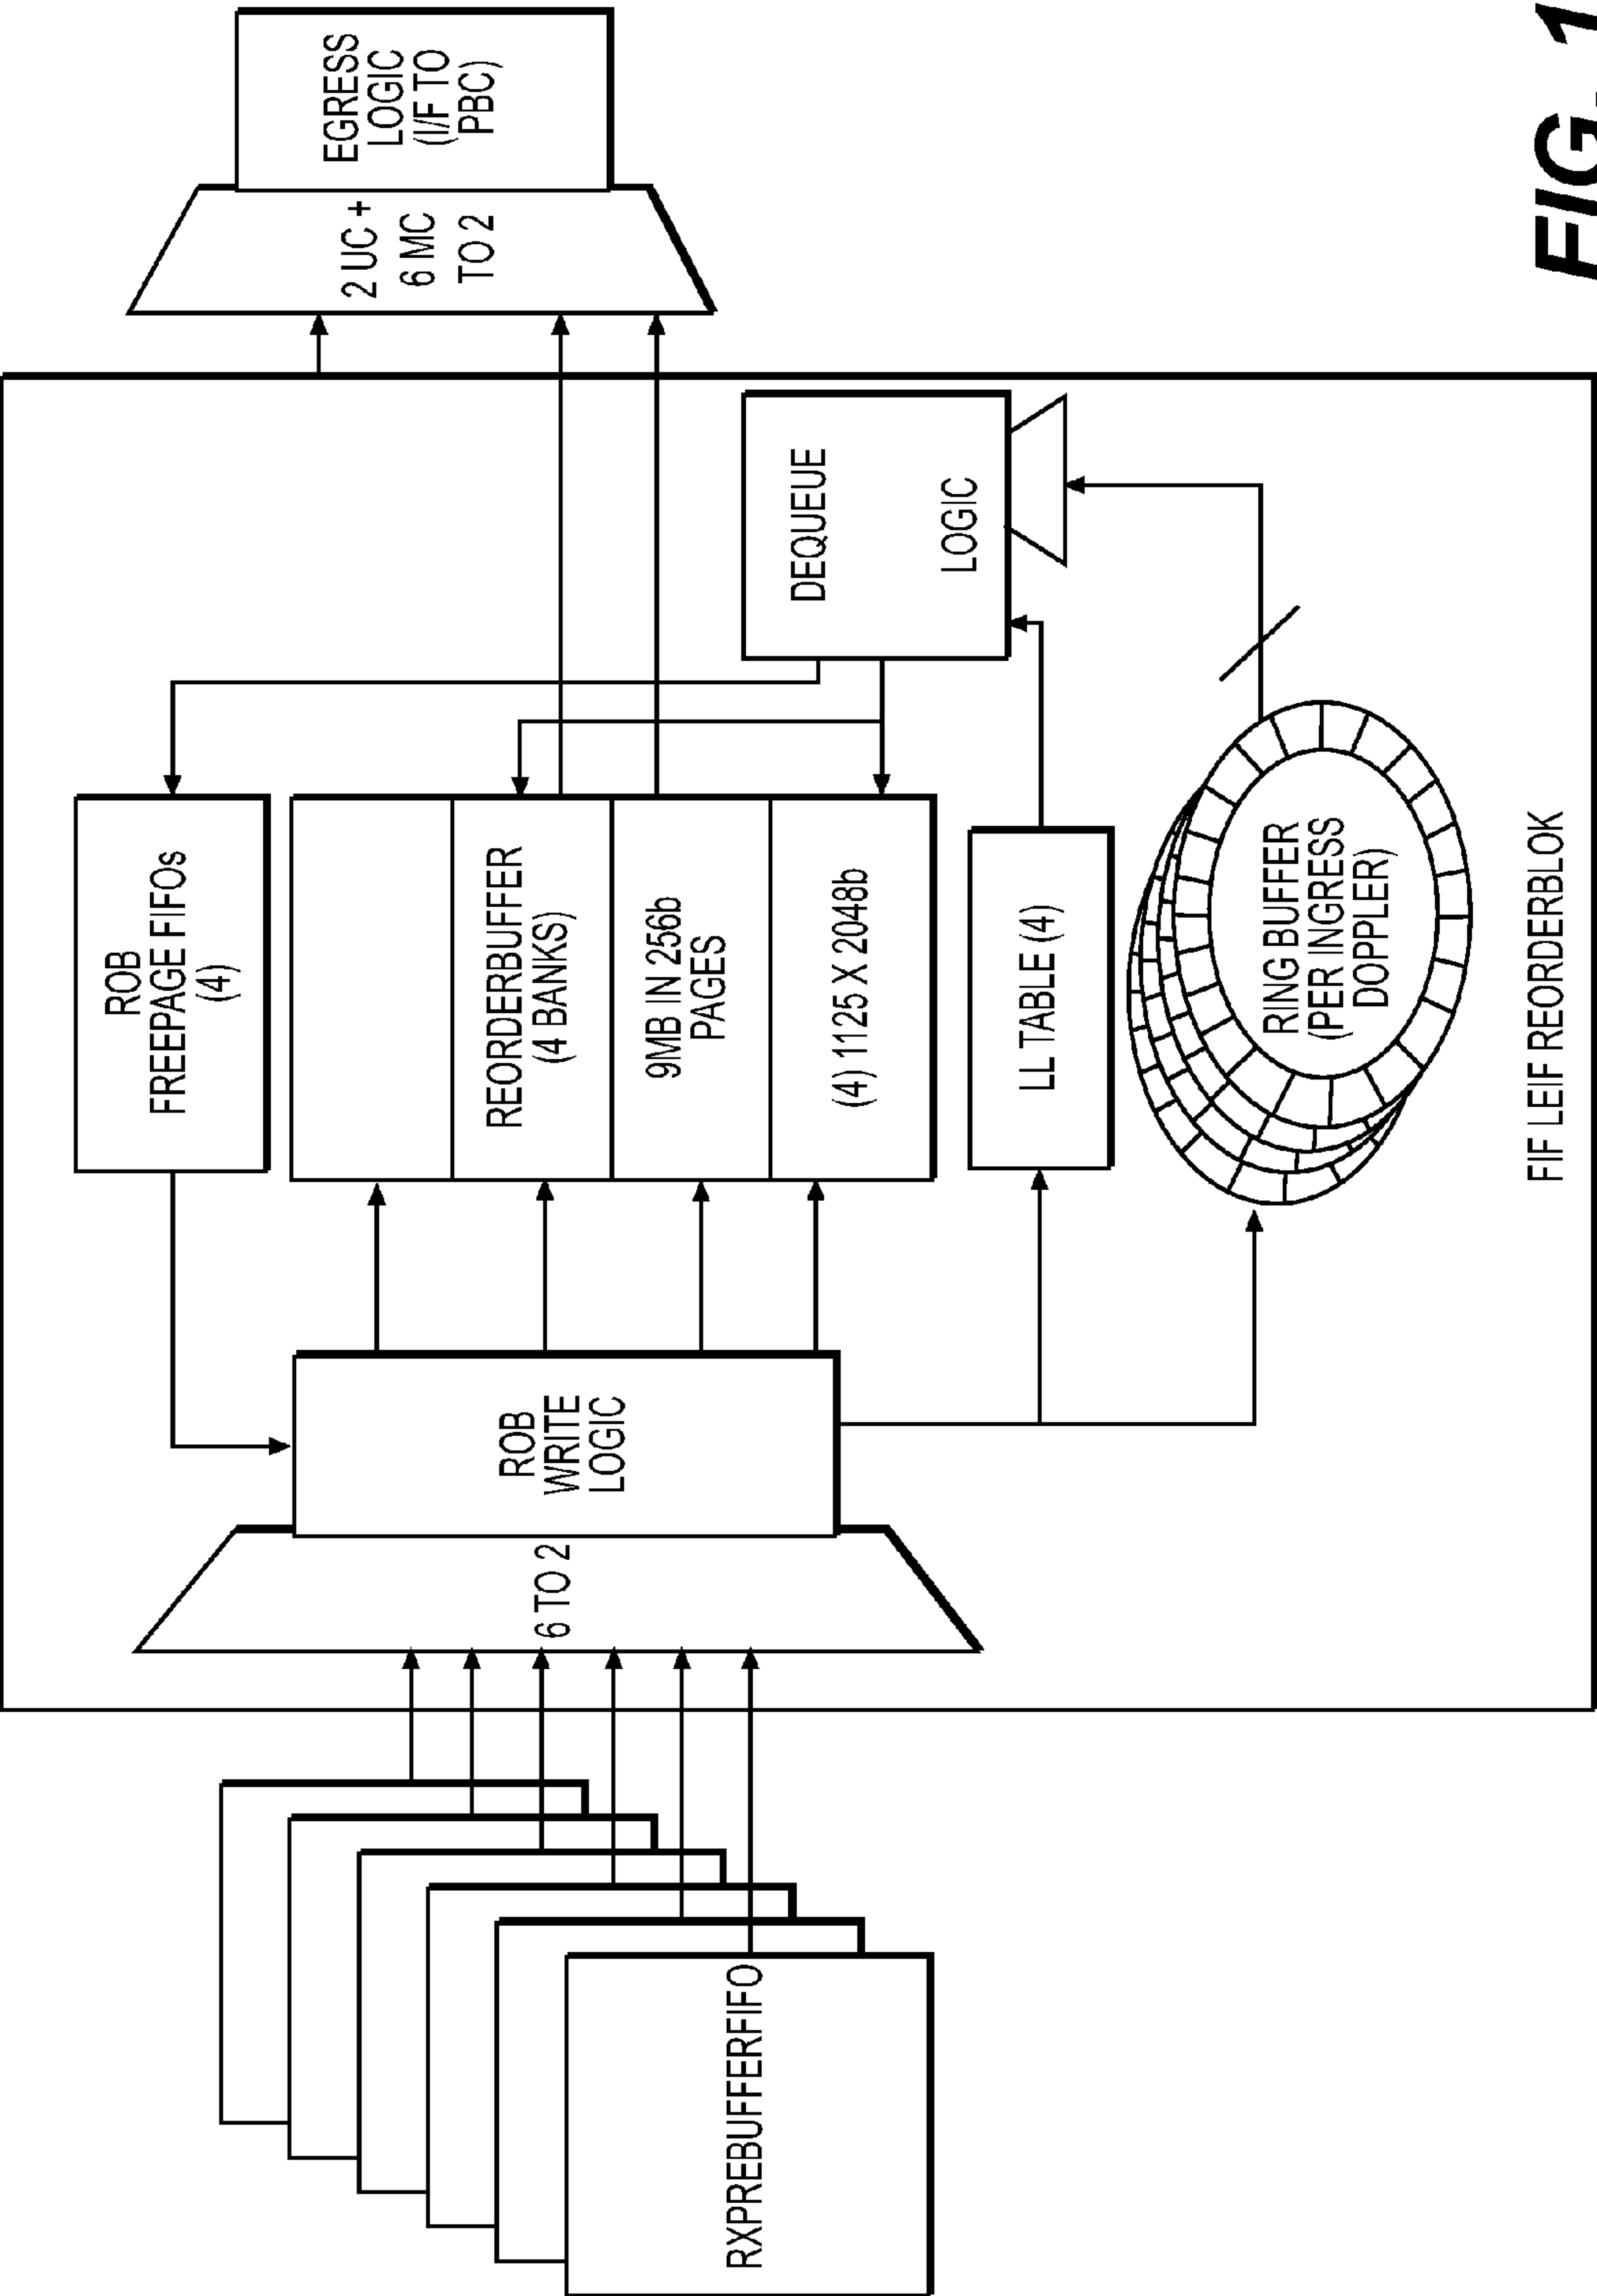 RXPREBUFFERFIFO
6 TO 2
ROB
WRITE
LOGIC
ROB
FREEPAGE FIFOs
(4)
REORDERBUFFER
(4 BANKS)
9MB IN 256b
PAGES
(4) 1125 X 2048b
LL TABLE (4)
RING BUFFER
(PER INGRESS
DOPPLER)
DEQUEUE
LOGIC
2 UC +
6 MC
TO 2
EGRESS
LOGIC
(I/F TO
PBC)
FIF LEIF REORDERBLOK
FIG. 1